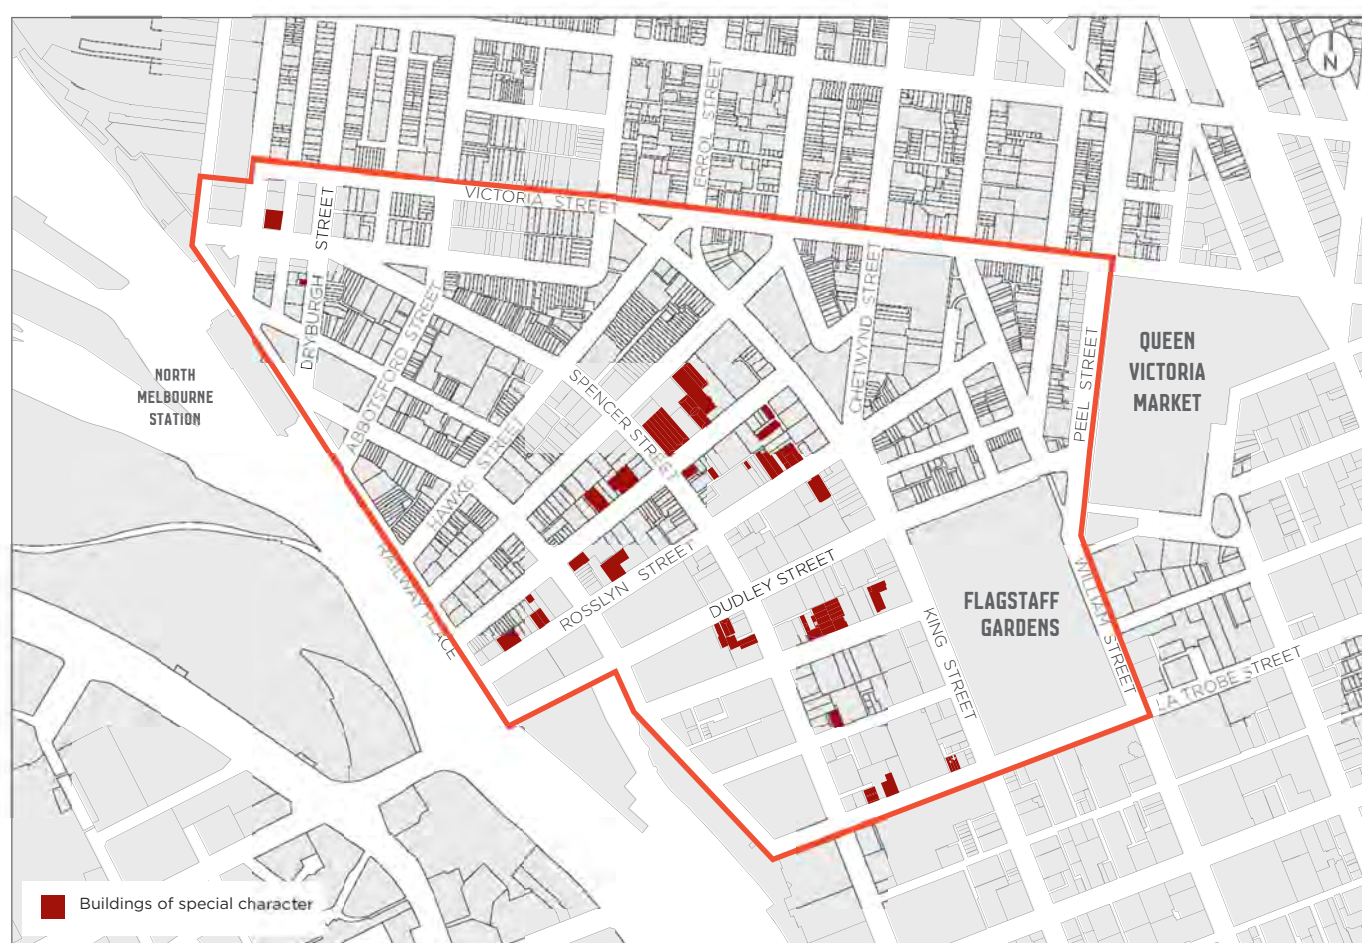 N
ERROL STREET
VICTORIA STREET
DRYBURGH STREET
ABBOTSFORD STREET
HAWKE STREET
SPENCER STREET
CHETWYND STREET
PEEL STREET
QUEEN
VICTORIA
MARKET
NORTH
MELBOURNE
STATION
RAILWAY PLACE
ROSSLYN STREET
DUDLEY STREET
KING STREET
FLAGSTAFF
GARDENS
WILLIAM STREET
LA TROBE STREET
Buildings of special character